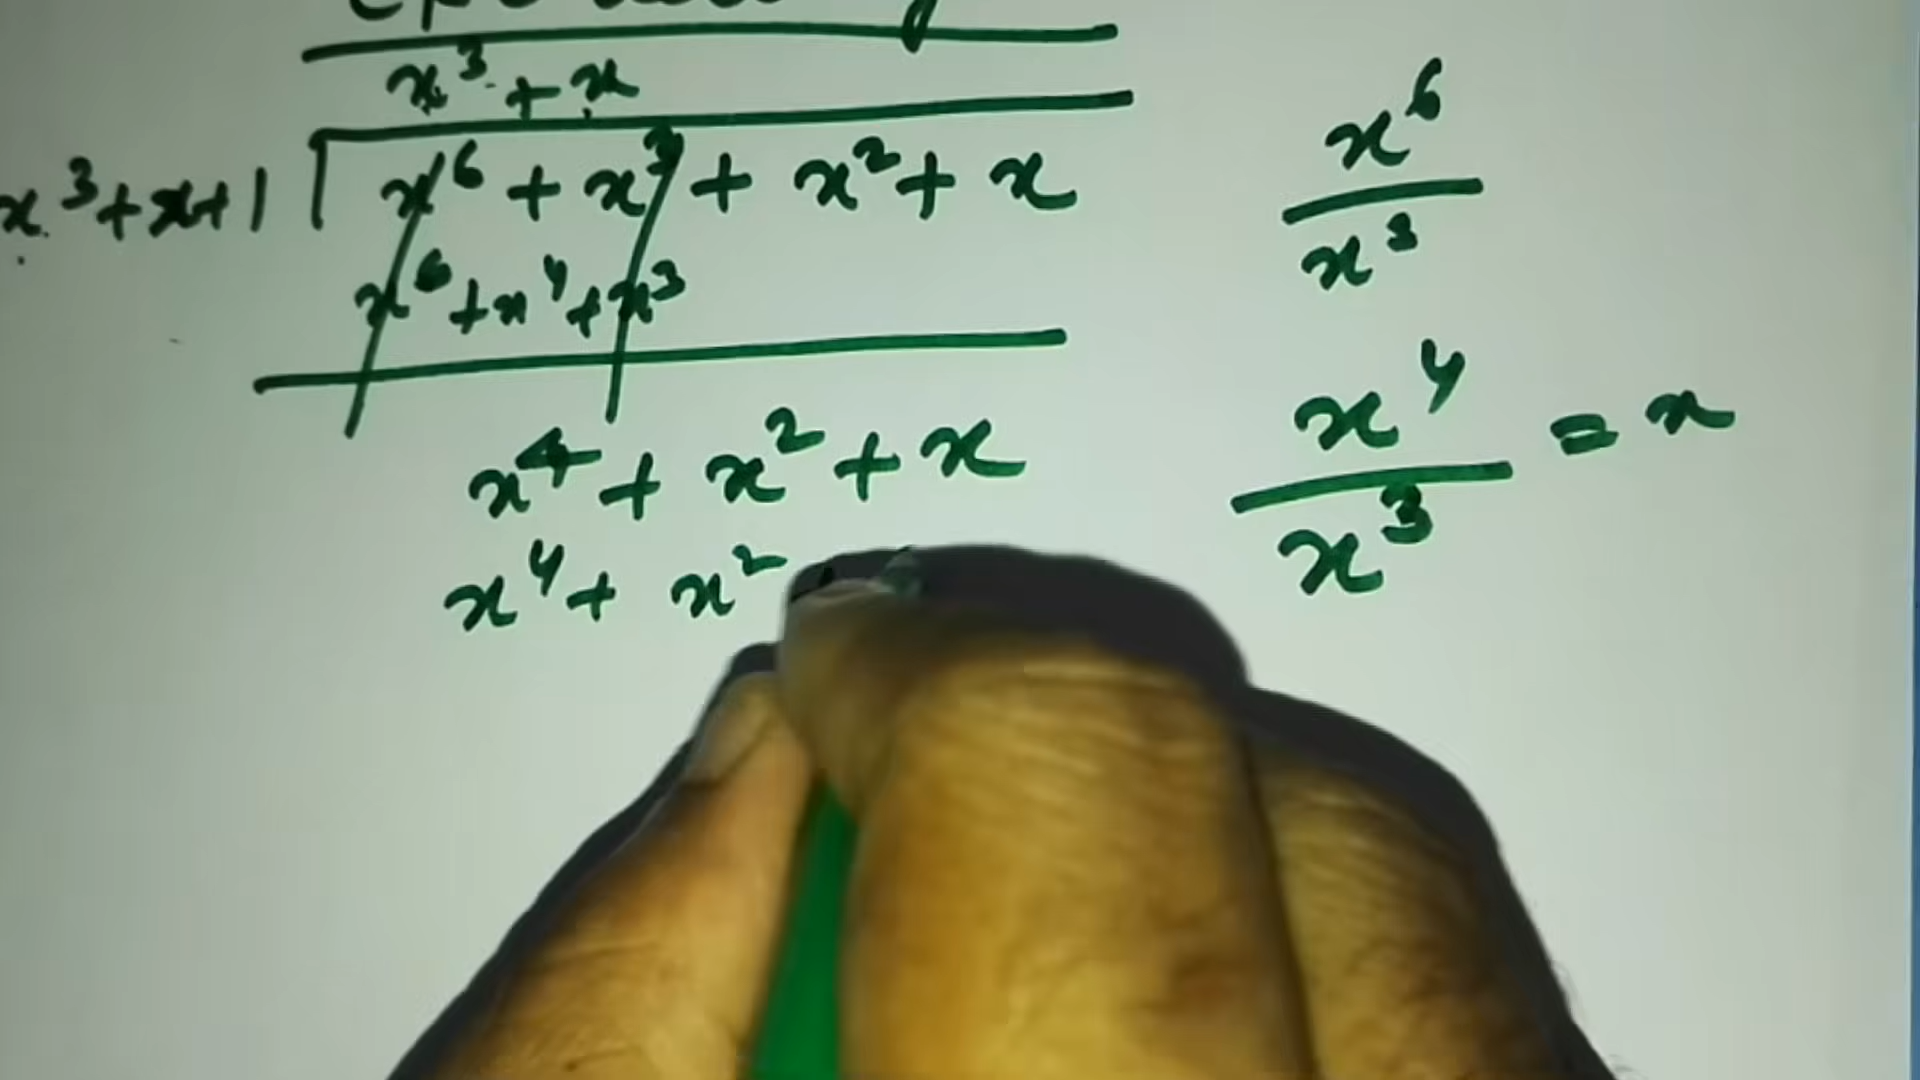 x³ + x
x³+x+1 x⁶ + x³ + x² + x
x⁶+x⁴+x³
x⁴ + x² + x
x⁴ + x²
x⁶
x³
x⁴ = x
x³